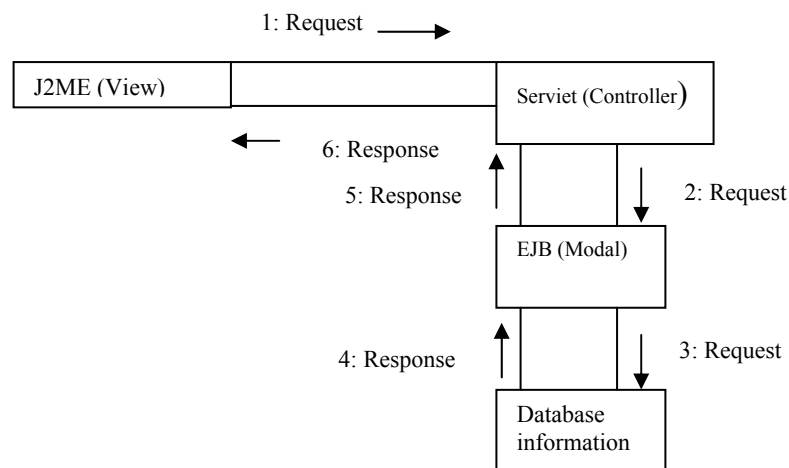 1: Request
J2ME (View)
Serviet (Controller)
6: Response
5: Response
2: Request
EJB (Modal)
4: Response
3: Request
Database
information